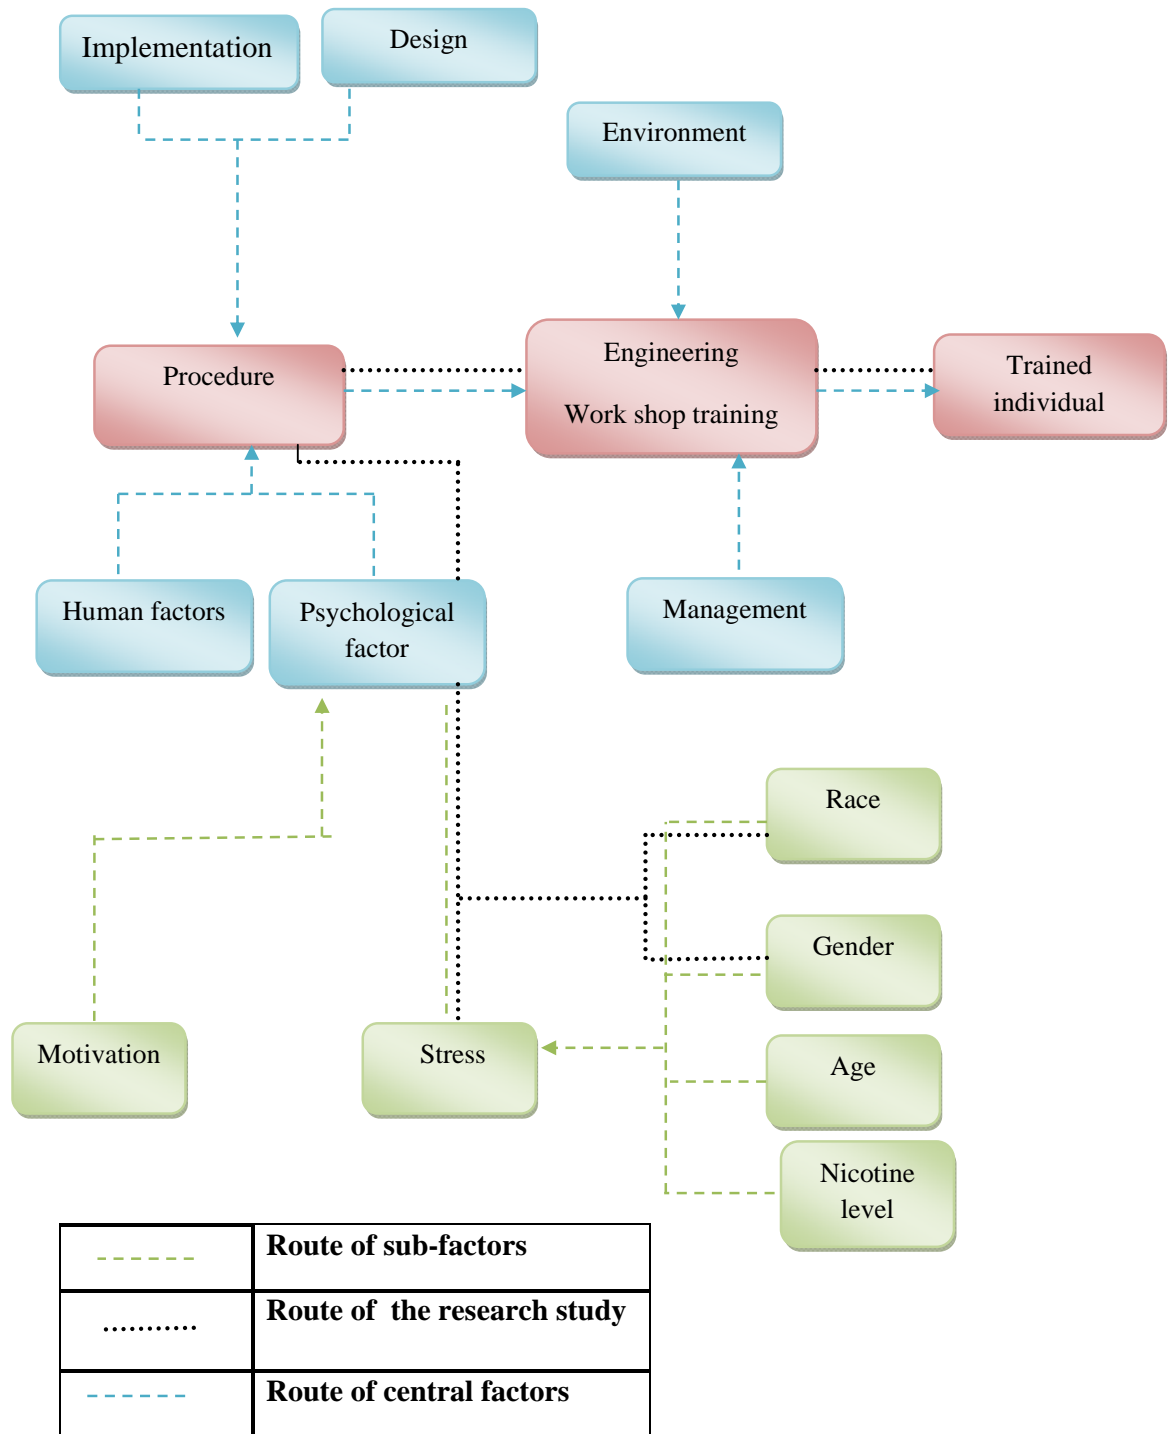 Implementation
Design
Environment
Procedure
Engineering
Work shop training
Trained
individual
Human factors
Psychological
factor
Management
Race
Gender
Motivation
Stress
Age
Nicotine
level
Route of sub-factors
Route of the research study
Route of central factors